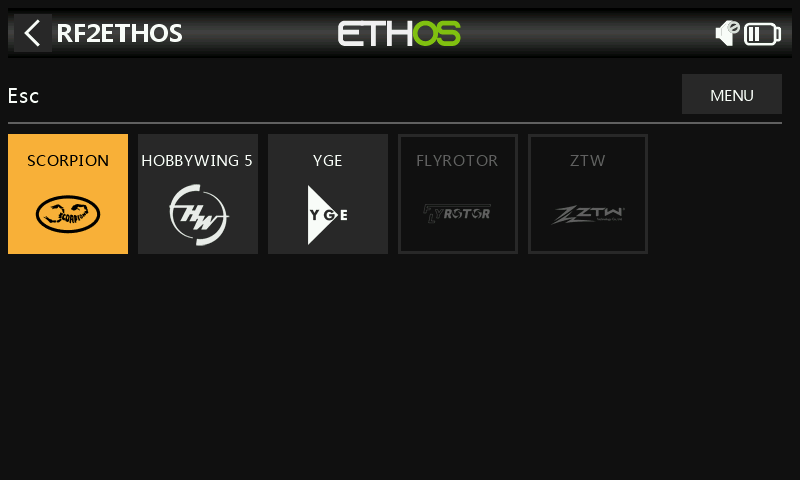 RF2ETHOS
ETHOS
Esc
MENU
SCORPION
HOBBYWING 5
YGE
FLYROTOR
ZTW
SCORPION
HW
YGE
FLYROTOR
ZTW